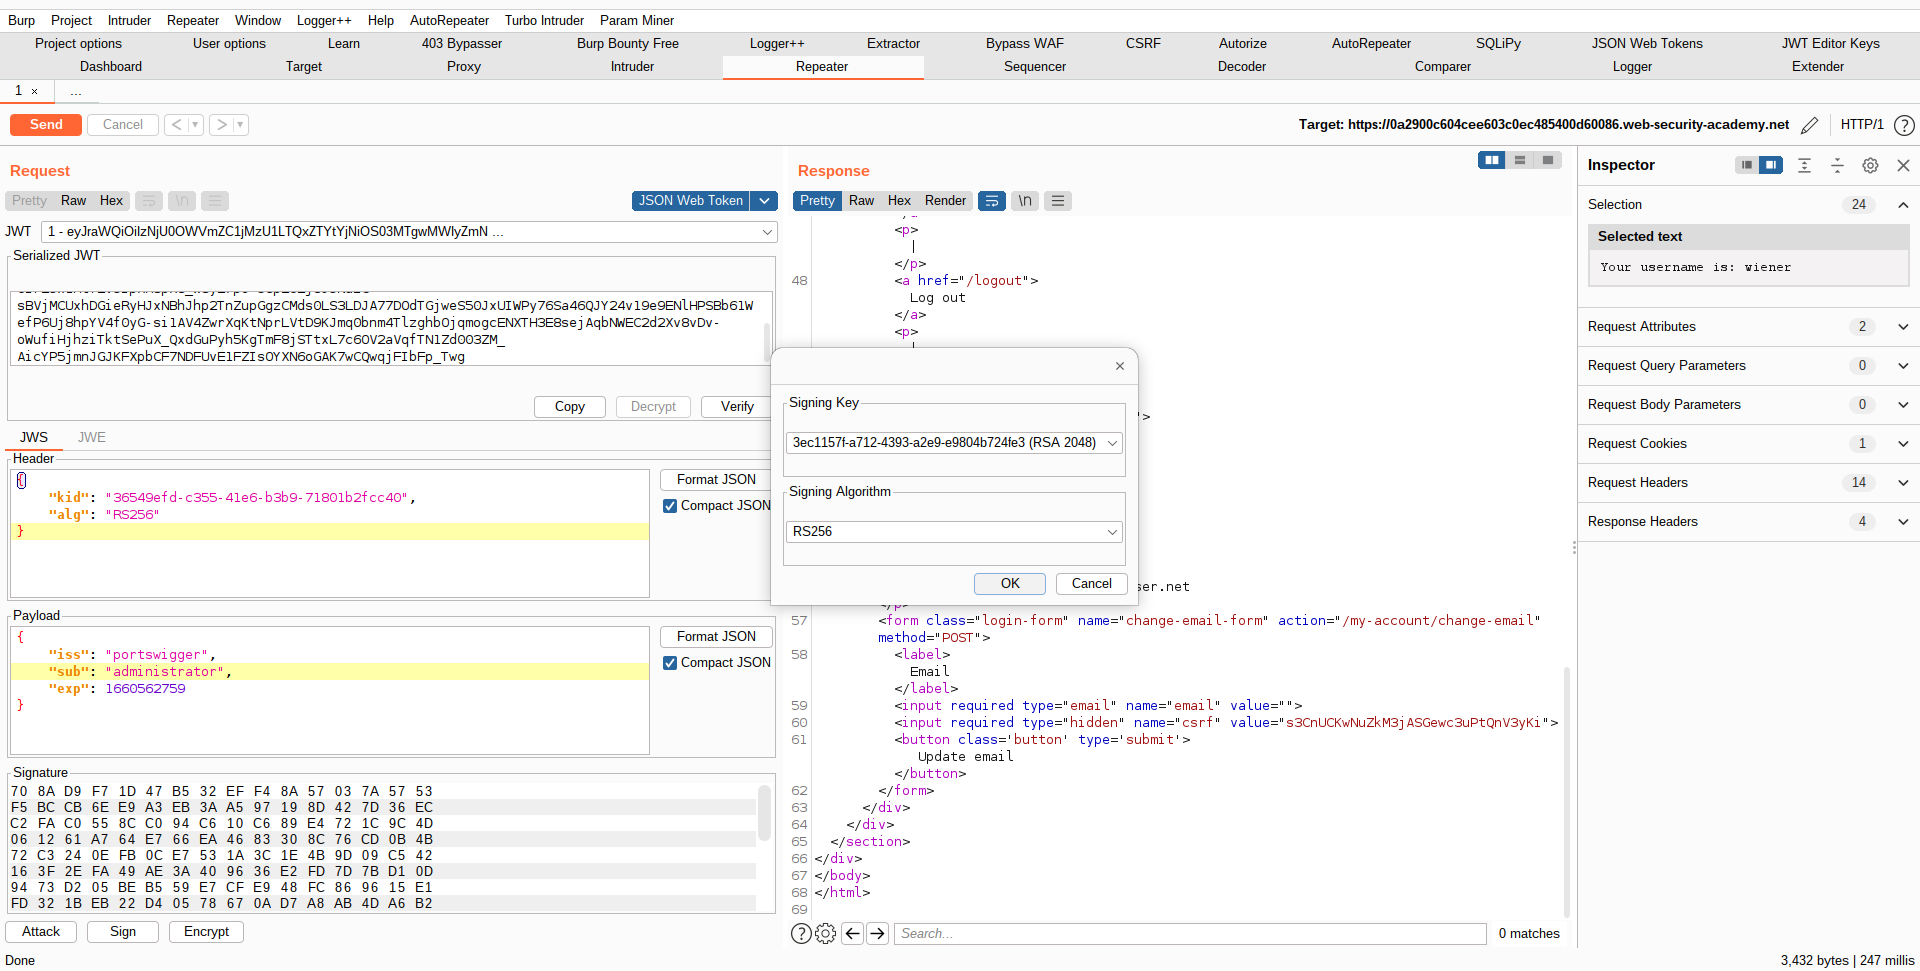 Burp Project Intruder Repeater Window Logger++ Help AutoRepeater Turbo Intruder Param Miner
Project options User options Learn 403 Bypasser Burp Bounty Free Logger++ Extractor Bypass WAF CSRF Autorize AutoRepeater SQLiPy JSON Web Tokens JWT Editor Keys
Dashboard Target Proxy Intruder Repeater Sequencer Decoder Comparer Logger Extender
1 × ...
Send Cancel < >
Target: https://0a2900c604cee603c0ec485400d60086.web-security-academy.net HTTP/1 ?
Request
Pretty Raw Hex \n JSON Web Token
JWT 1 - eyJraWQiOiIzNjU0OWVmZC1jMzU1LTQxZTYtYjNiOS03MTgwMWIyZmN ...
Serialized JWT
sBVjMCUxhDGieRyHJxNBhJhp2TnZupGgzCMds0LS3LDJA77DOdTGjweS50JxUIWPy76Sa46QJY24v19e9ENlHPSBb61W
efP6Uj8hpYV4fOyG-si1AV4ZwrXqKtNprLVtD9KJmqObnm4TlzghbOjqmogcENXTH3E8sejAqbNWEC2d2Xv8vDv-
oWufiHjhziTktSePuX_QxdGuPyh5KgTmF8jSTtxL7c6OV2aVqfTN1ZdOO3ZM_
AicYP5jmnJGJKFXpbCF7NDFUvE1FZIsOYXN6oGAK7wCQwqjFIbFp_Twg
Copy Decrypt Verify
JWS JWE
Header
{
"kid": "36549efd-c355-41e6-b3b9-71801b2fcc40",
"alg": "RS256"
}
Format JSON
Compact JSON
Payload
{
"iss": "portswigger",
"sub": "administrator",
"exp": 1660562759
}
Format JSON
Compact JSON
Signature
70 8A D9 F7 1D 47 B5 32 EF F4 8A 57 03 7A 57 53
F5 BC CB 6E E9 A3 EB 3A A5 97 19 8D 42 7D 36 EC
C2 FA C0 55 8C C0 94 C6 10 C6 89 E4 72 1C 9C 4D
06 12 61 A7 64 E7 66 EA 46 83 30 8C 76 CD 0B 4B
72 C3 24 0E FB 0C E7 53 1A 3C 1E 4B 9D 09 C5 42
16 3F 2E FA 49 AE 3A 40 96 36 E2 FD 7D 7B D1 0D
94 73 D2 05 BE B5 59 E7 CF E9 48 FC 86 96 15 E1
FD 32 1B EB 22 D4 05 78 67 0A D7 A8 AB 4D A6 B2
Attack Sign Encrypt
Done
Response
Pretty Raw Hex Render \n
<p>
|
</p>
48 <a href="/logout">
Log out
</a>
<p>
|
">
ser.net
</p>
57 <form class="login-form" name="change-email-form" action="/my-account/change-email"
method="POST">
58 <label>
Email
</label>
59 <input required type="email" name="email" value="">
60 <input required type="hidden" name="csrf" value="s3CnUCKwNuZkM3jASGewc3uPtQnV3yKi">
61 <button class='button' type='submit'>
Update email
</button>
62 </form>
63 </div>
64 </div>
65 </section>
66 </div>
67 </body>
68 </html>
69
? Search... 0 matches
×
Signing Key
3ec1157f-a712-4393-a2e9-e9804b724fe3 (RSA 2048)
Signing Algorithm
RS256
OK Cancel
Inspector
Selection 24
Selected text
Your username is: wiener
Request Attributes 2
Request Query Parameters 0
Request Body Parameters 0
Request Cookies 1
Request Headers 14
Response Headers 4
3,432 bytes | 247 millis